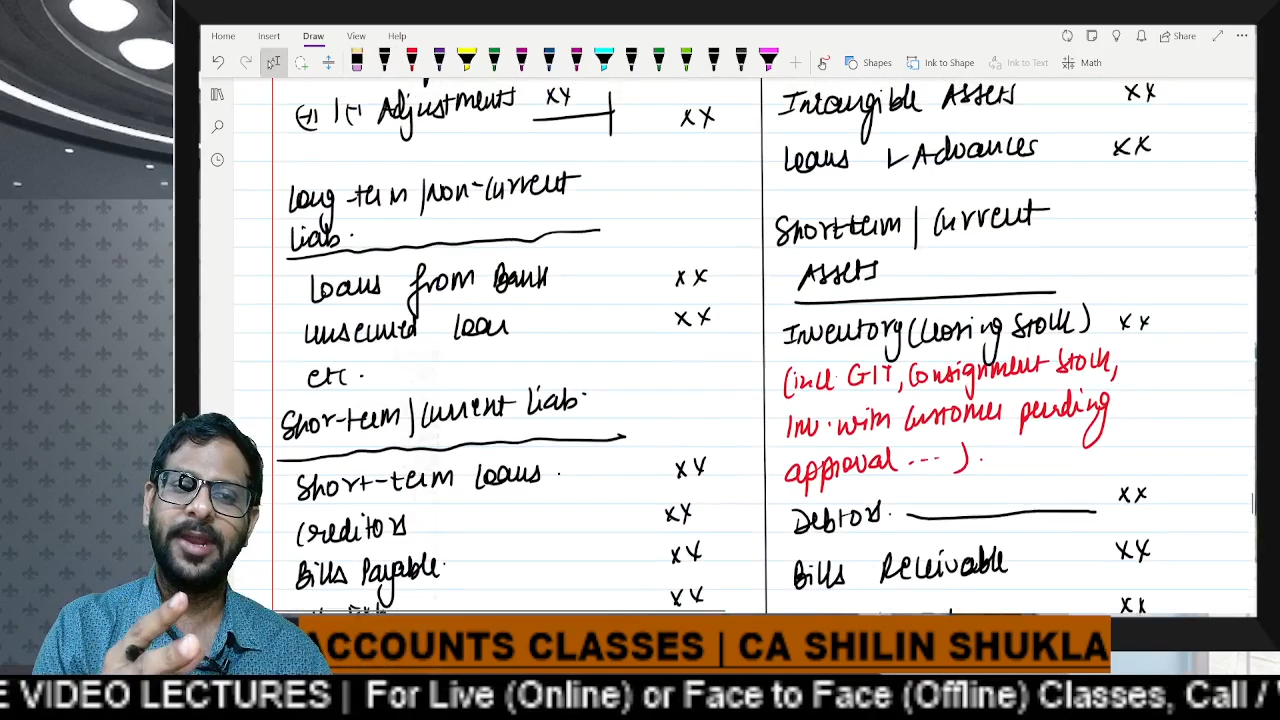 Home Insert Draw View Help
Share
Shapes Ink to Shape Ink to Text Math
(+) / (-) Adjustments xx
xx
Long-term / Non-current
Liab.
Loans from Bank xx
unsecured loan xx
etc.
Short-term / Current Liab.
Short-term loans. xx
Creditors xx
Bills Payable. xx
xx
Intangible Assets xx
Loans & Advances xx
Short term / Current
Assets
Inventory (Closing Stock) xx
(incl. GIT, Consignment Stock,
Inv. with customer pending
approval --- ).
Debtors. xx
Bills Receivable xx
xx
ACCOUNTS CLASSES | CA SHILIN SHUKLA
E VIDEO LECTURES | For Live (Online) or Face to Face (Offline) Classes, Call /